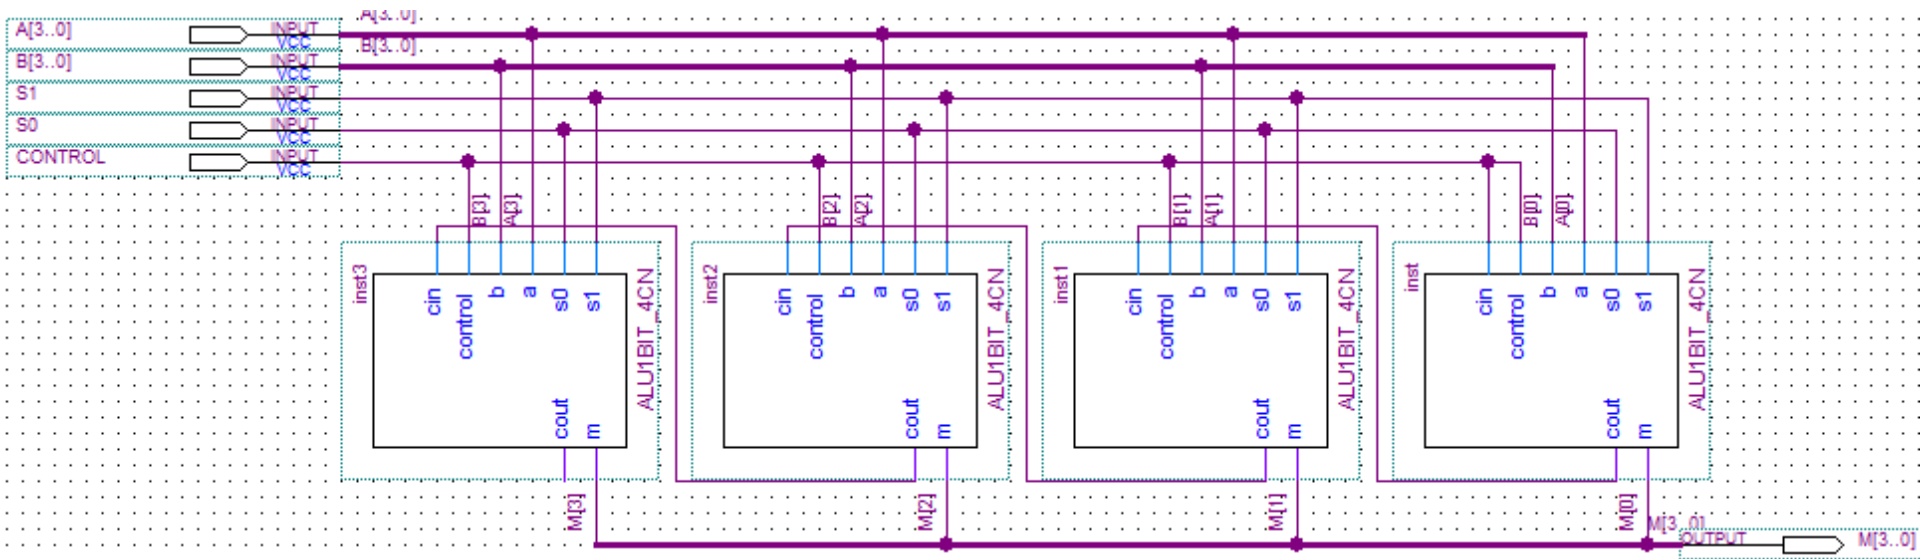 A[3..0] INPUT VCC A[3..0]
B[3..0] INPUT VCC B[3..0]
S1 INPUT VCC
S0 INPUT VCC
CONTROL INPUT VCC
B[3] A[3] B[2] A[2] B[1] A[1] B[0] A[0]
inst3 inst2 inst1 inst
cin control b a s0 s1 ALU1BIT_4CN
cin control b a s0 s1 ALU1BIT_4CN
cin control b a s0 s1 ALU1BIT_4CN
cin control b a s0 s1 ALU1BIT_4CN
cout m cout m cout m cout m
M[3] M[2] M[1] M[0]
M[3..0]
OUTPUT M[3..0]